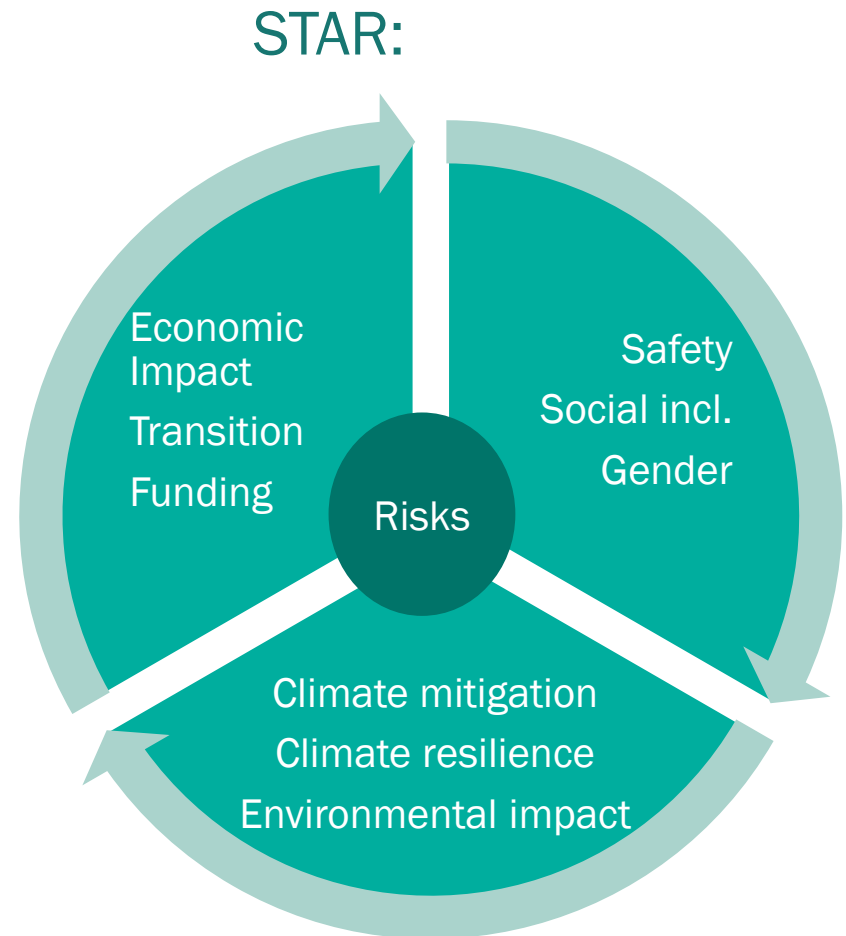 STAR:
Economic
Impact
Transition
Funding
Safety
Social incl.
Gender
Risks
Climate mitigation
Climate resilience
Environmental impact